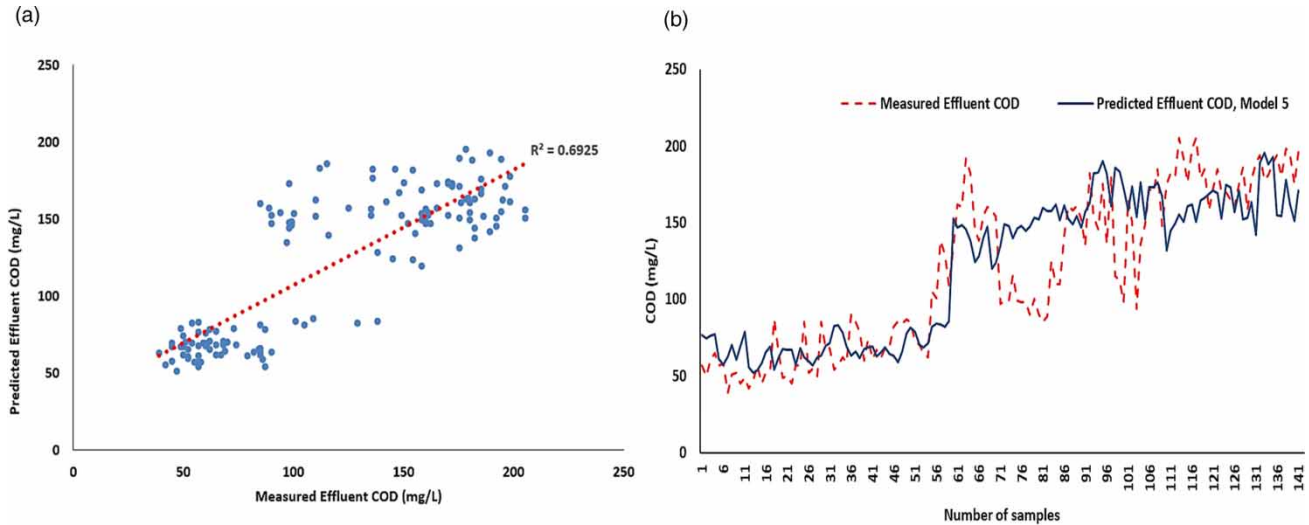 (a)
Predicted Effluent COD (mg/L)
250
200
150
100
50
0
R² = 0.6925
0 50 100 150 200 250
Measured Effluent COD (mg/L)
(b)
COD (mg/L)
250
200
150
100
50
0
Measured Effluent COD Predicted Effluent COD, Model 5
1 6 11 16 21 26 31 36 41 46 51 56 61 66 71 76 81 86 91 96 101 106 111 116 121 126 131 136 141
Number of samples